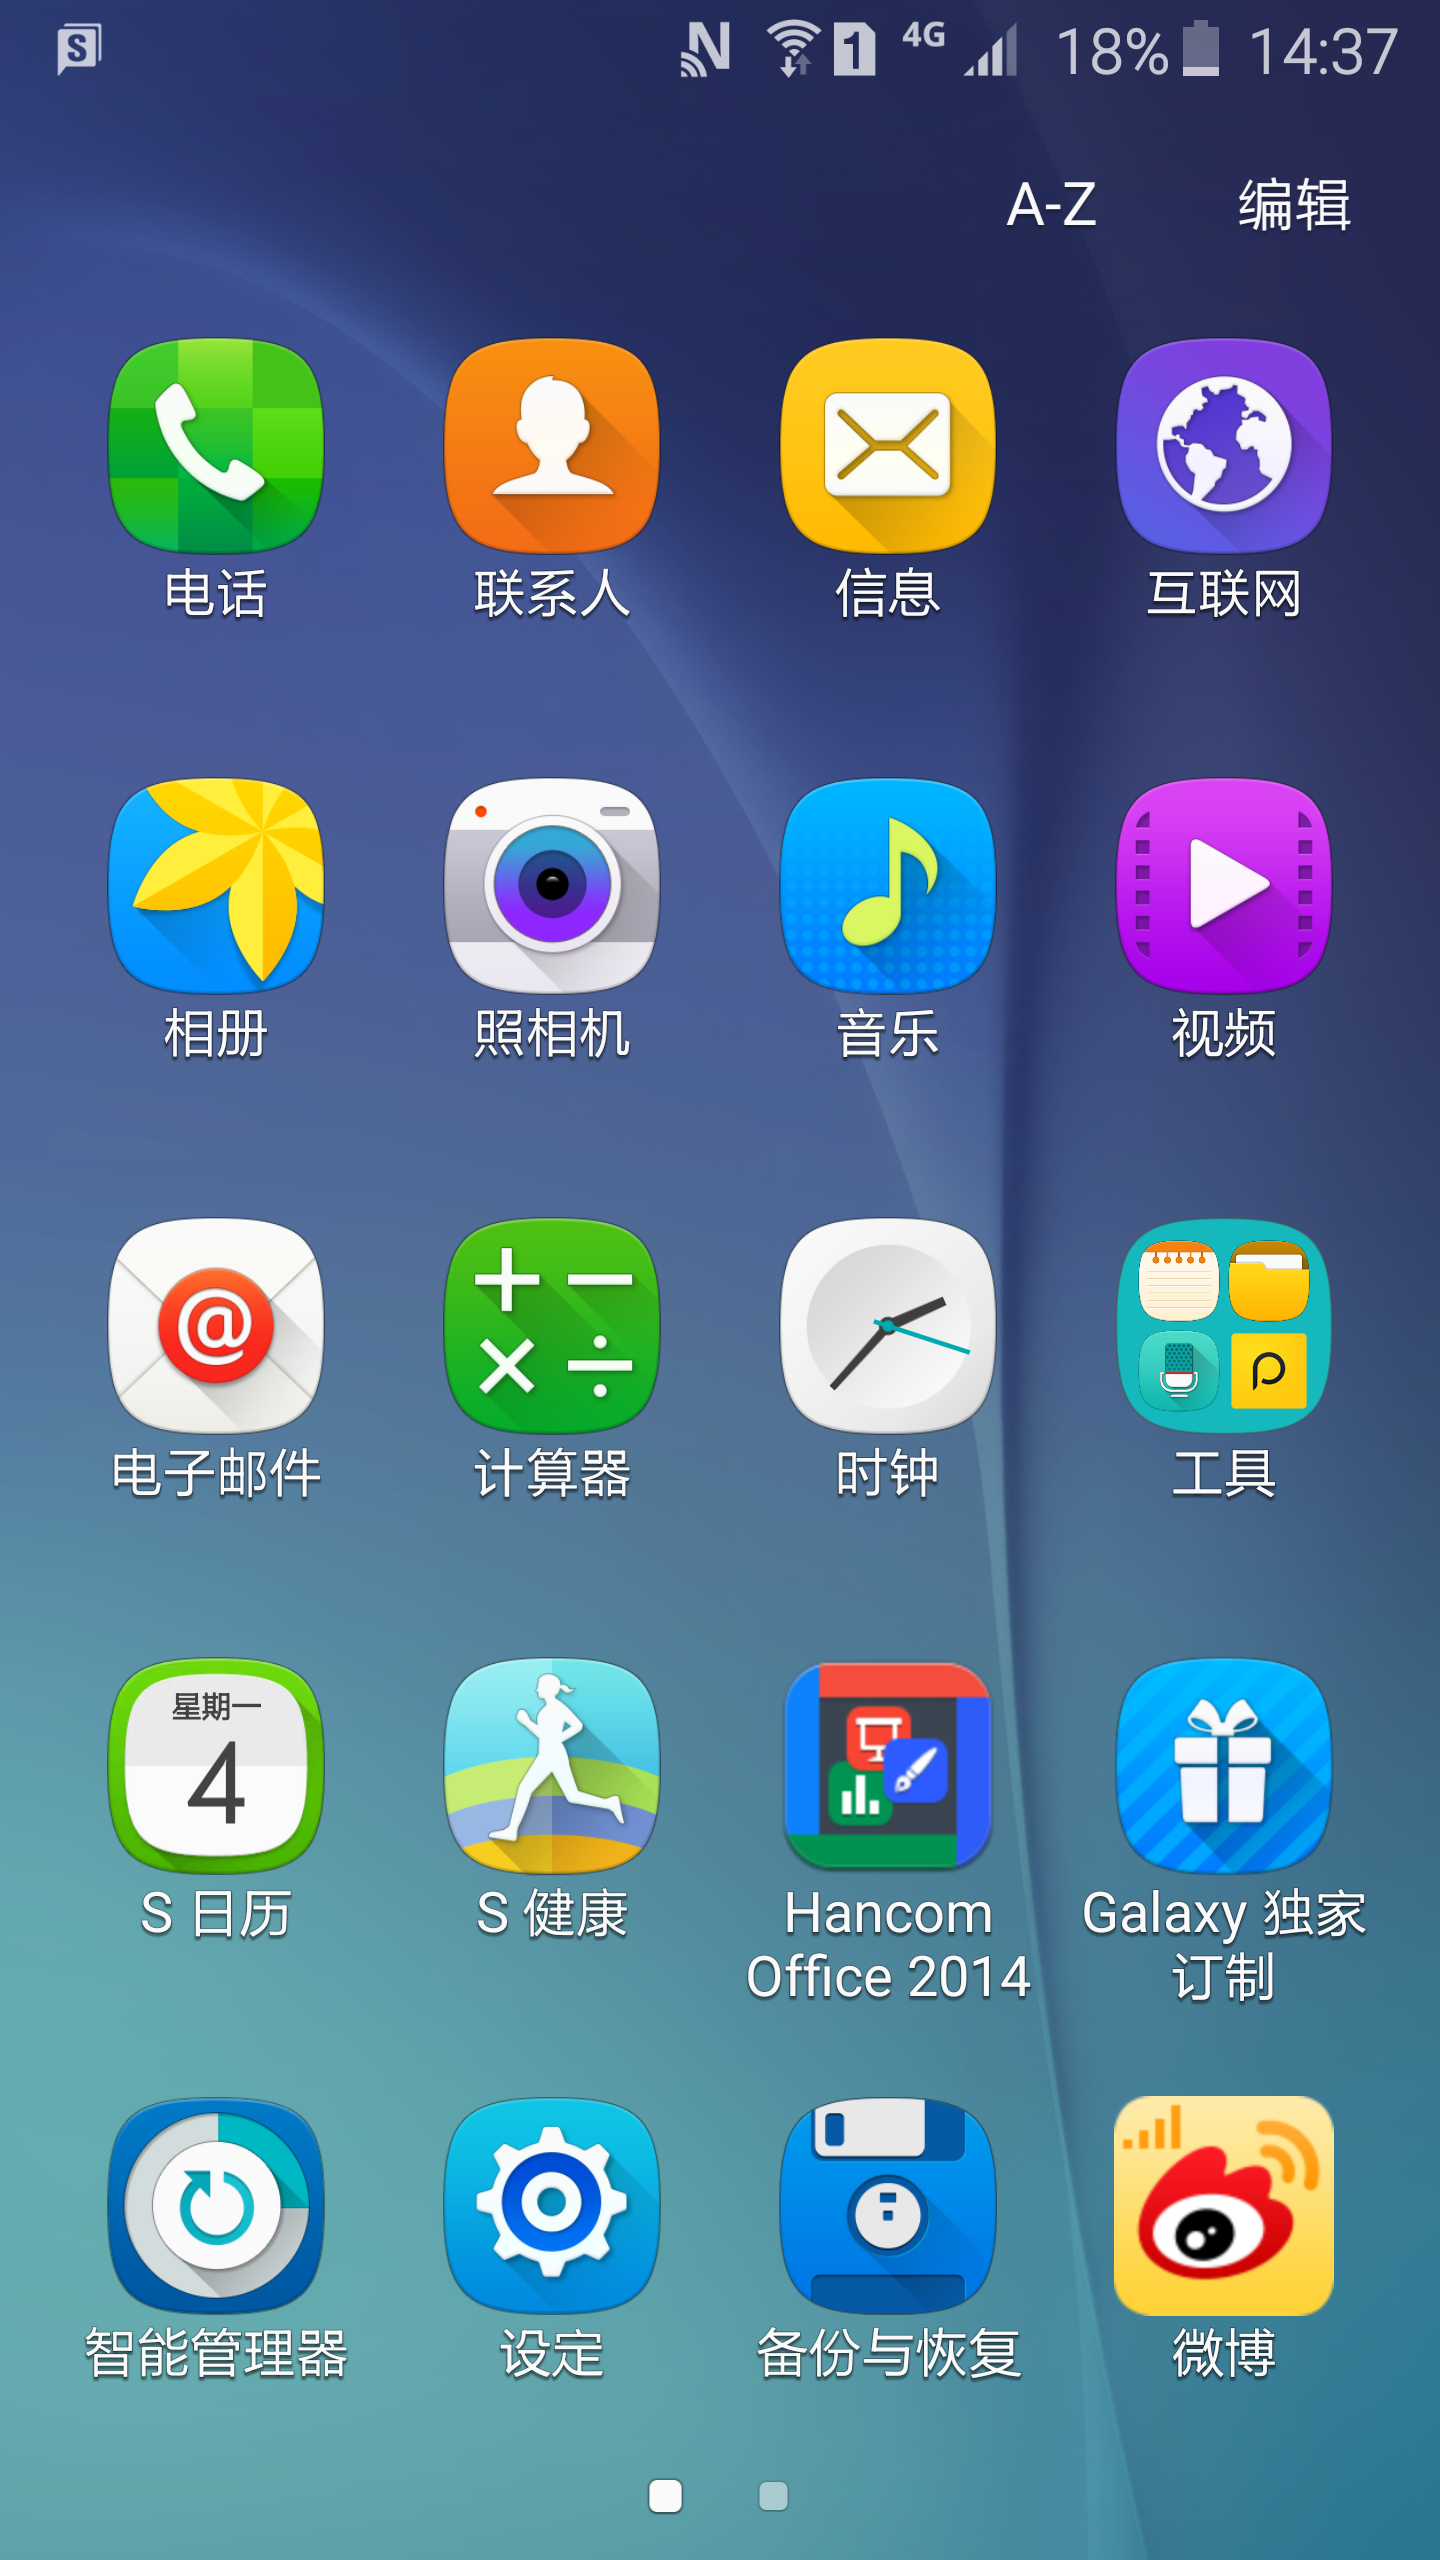 4G 18% 14:37
A-Z 编辑
电话 联系人 信息 互联网
相册 照相机 音乐 视频
电子邮件 计算器 时钟 工具
星期一
4
S 日历 S 健康 Hancom Office 2014 Galaxy 独家订制
智能管理器 设定 备份与恢复 微博